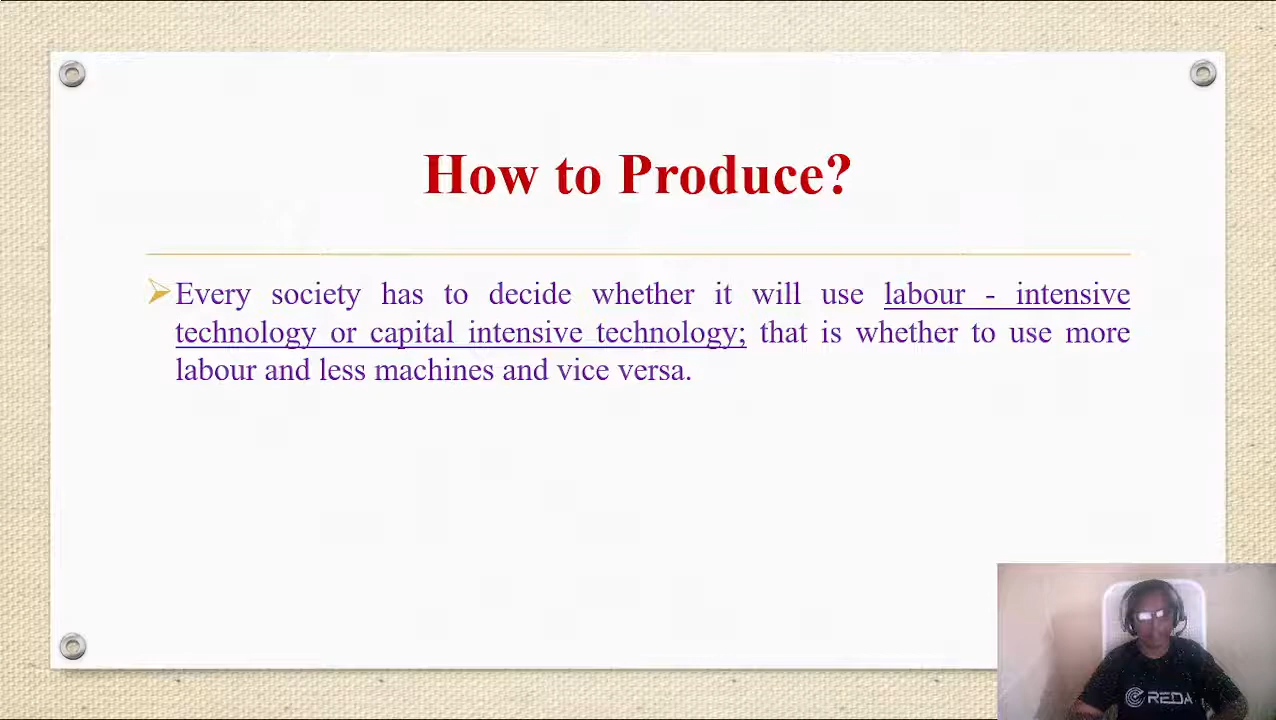 How to Produce?
Every society has to decide whether it will use labour - intensive
technology or capital intensive technology; that is whether to use more
labour and less machines and vice versa.
REDA